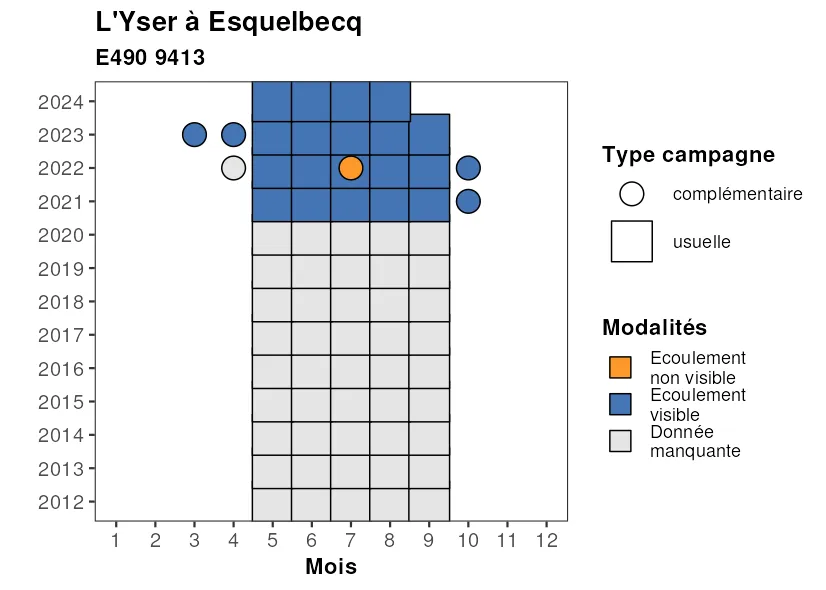 L'Yser à Esquelbecq
E490 9413
2024
2023
2022
2021
2020
2019
2018
2017
2016
2015
2014
2013
2012
1 2 3 4 5 6 7 8 9 10 11 12
Mois
Type campagne
complémentaire
usuelle
Modalités
Ecoulement
non visible
Ecoulement
visible
Donnée
manquante